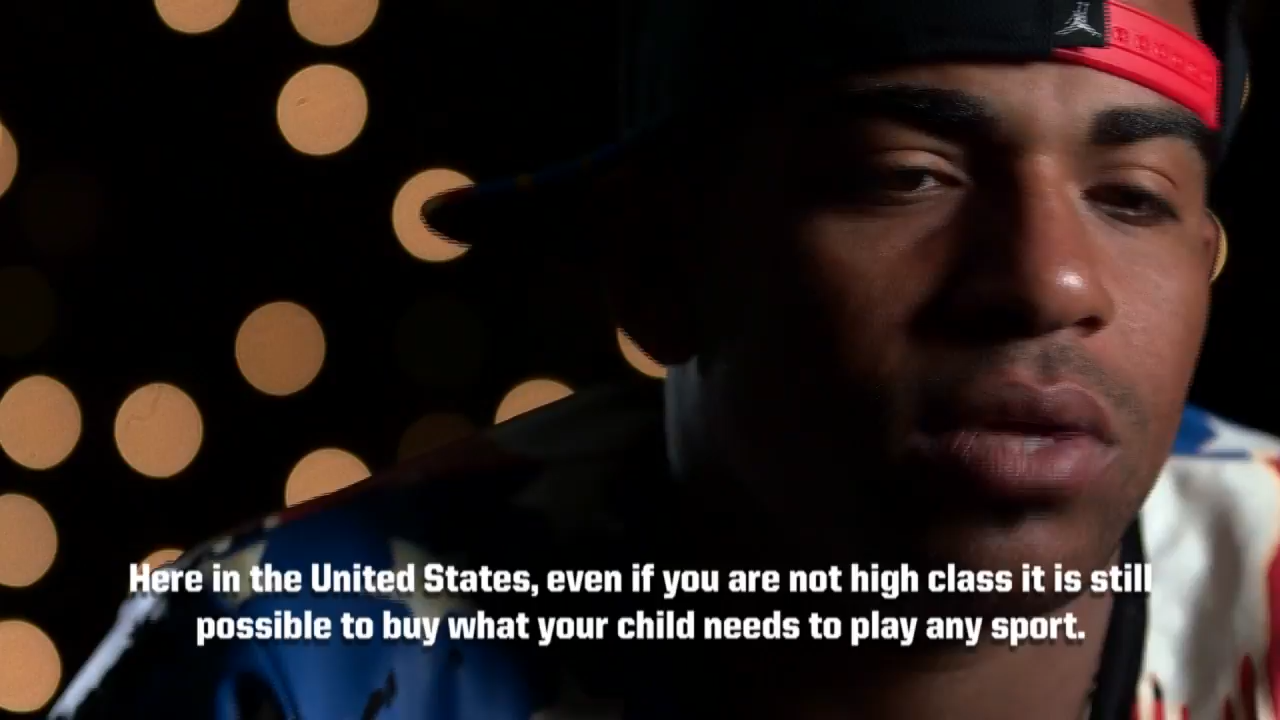 Here in the United States, even if you are not high class it is still
possible to buy what your child needs to play any sport.